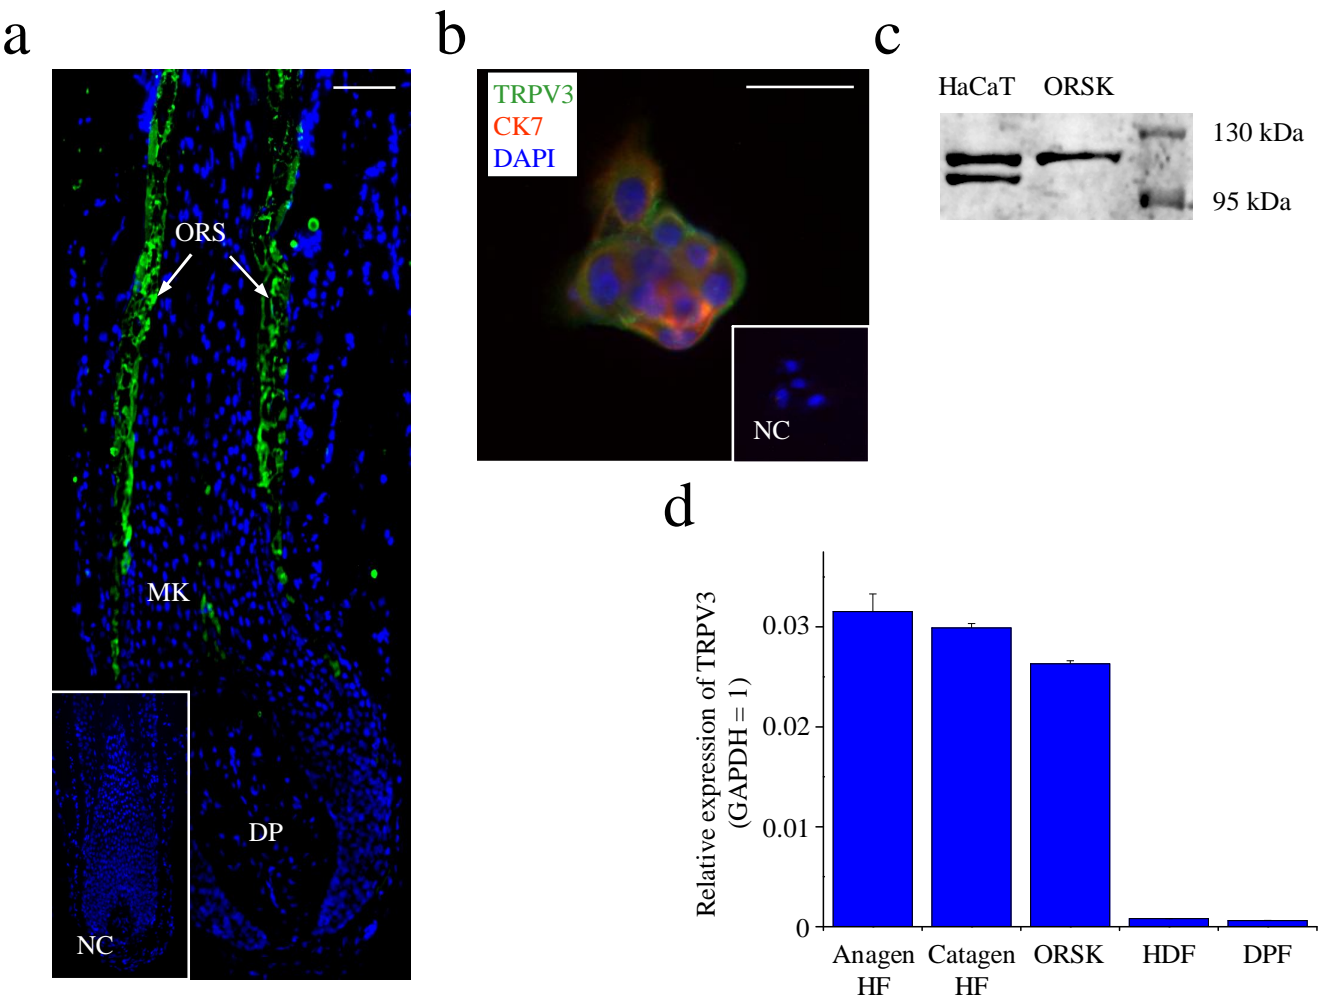 a
ORS
MK
DP
NC
b
TRPV3
CK7
DAPI
NC
c
HaCaT ORSK
130 kDa
95 kDa
d
Relative expression of TRPV3
(GAPDH = 1)
0.03
0.02
0.01
0
Anagen HF
Catagen HF
ORSK
HDF
DPF